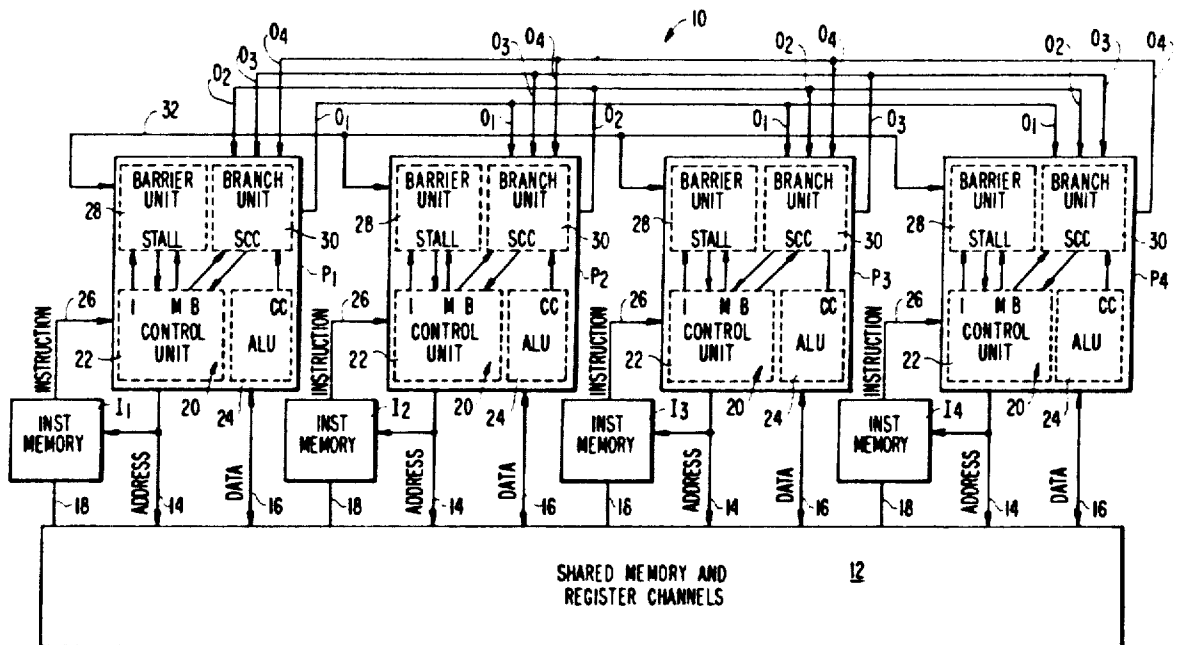 10
O4
O3
O2
O1
32
O3
O4
O1
O2
O2
O4
O1
O3
O2
O3
O4
O1
BARRIER UNIT
BRANCH UNIT
28
STALL
SCC
30
P1
I
M B
CC
26
CONTROL UNIT
ALU
22
20
24
INSTRUCTION
I1
INST MEMORY
ADDRESS
DATA
18
14
16
BARRIER UNIT
BRANCH UNIT
28
STALL
SCC
30
P2
I
M B
CC
26
CONTROL UNIT
ALU
22
20
24
INSTRUCTION
I2
INST MEMORY
ADDRESS
DATA
18
14
16
BARRIER UNIT
BRANCH UNIT
28
STALL
SCC
30
P3
I
M B
CC
26
CONTROL UNIT
ALU
22
20
24
INSTRUCTION
I3
INST MEMORY
ADDRESS
DATA
18
14
16
BARRIER UNIT
BRANCH UNIT
28
STALL
SCC
30
P4
I
M B
CC
26
CONTROL UNIT
ALU
22
20
24
INSTRUCTION
I4
INST MEMORY
ADDRESS
DATA
18
14
16
SHARED MEMORY AND
REGISTER CHANNELS
12